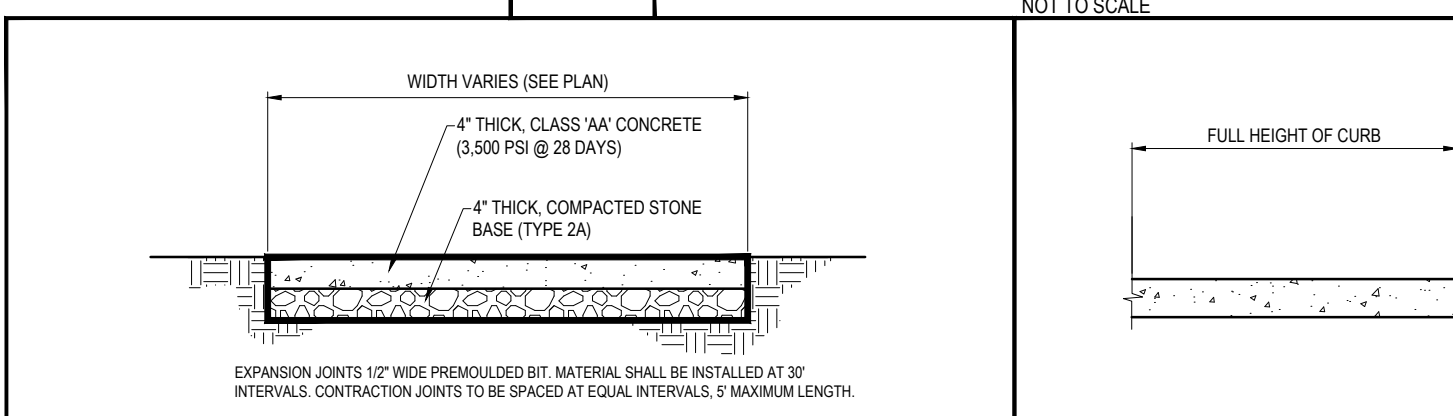 NOT TO SCALE
WIDTH VARIES (SEE PLAN)
4" THICK, CLASS 'AA' CONCRETE
(3,500 PSI @ 28 DAYS)
4" THICK, COMPACTED STONE
BASE (TYPE 2A)
EXPANSION JOINTS 1/2" WIDE PREMOULDED BIT. MATERIAL SHALL BE INSTALLED AT 30'
INTERVALS. CONTRACTION JOINTS TO BE SPACED AT EQUAL INTERVALS, 5' MAXIMUM LENGTH.
FULL HEIGHT OF CURB